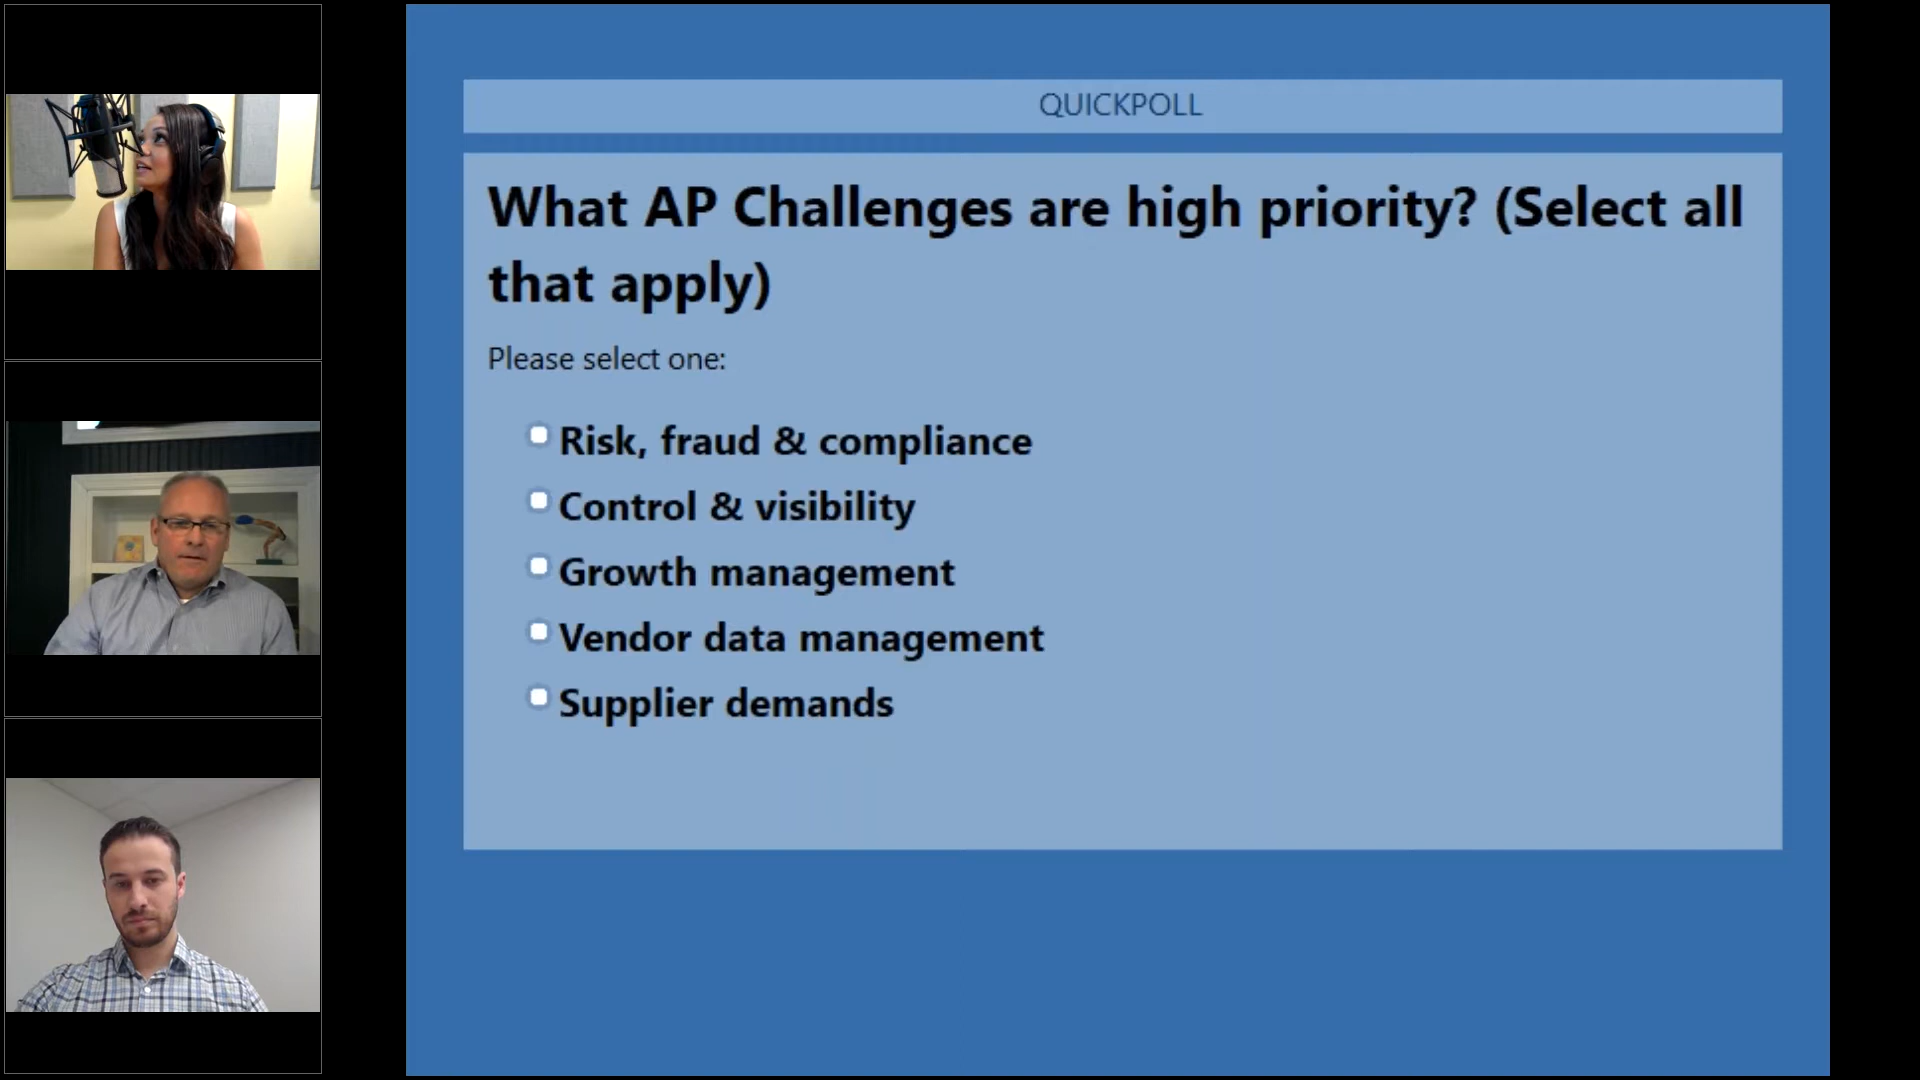 QUICKPOLL
What AP Challenges are high priority? (Select all
that apply)
Please select one:
Risk, fraud & compliance
Control & visibility
Growth management
Vendor data management
Supplier demands